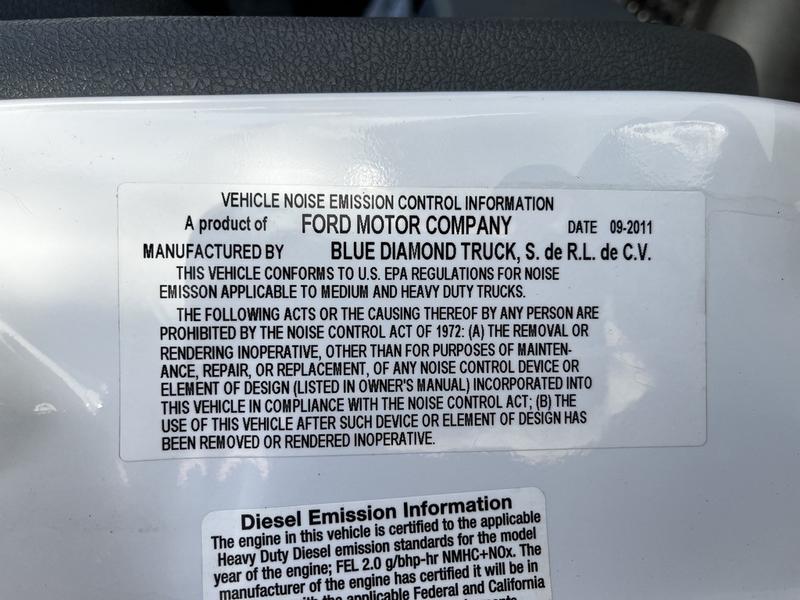 VEHICLE NOISE EMISSION CONTROL INFORMATION
A product of FORD MOTOR COMPANY DATE 09-2011
MANUFACTURED BY BLUE DIAMOND TRUCK, S. de R.L. de C.V.
THIS VEHICLE CONFORMS TO U.S. EPA REGULATIONS FOR NOISE
EMISSON APPLICABLE TO MEDIUM AND HEAVY DUTY TRUCKS.
THE FOLLOWING ACTS OR THE CAUSING THEREOF BY ANY PERSON ARE
PROHIBITED BY THE NOISE CONTROL ACT OF 1972: (A) THE REMOVAL OR
RENDERING INOPERATIVE, OTHER THAN FOR PURPOSES OF MAINTEN-
ANCE, REPAIR, OR REPLACEMENT, OF ANY NOISE CONTROL DEVICE OR
ELEMENT OF DESIGN (LISTED IN OWNER'S MANUAL) INCORPORATED INTO
THIS VEHICLE IN COMPLIANCE WITH THE NOISE CONTROL ACT; (B) THE
USE OF THIS VEHICLE AFTER SUCH DEVICE OR ELEMENT OF DESIGN HAS
BEEN REMOVED OR RENDERED INOPERATIVE.
Diesel Emission Information
The engine in this vehicle is certified to the applicable
Heavy Duty Diesel emission standards for the model
year of the engine; FEL 2.0 g/bhp-hr NMHC+NOx. The
manufacturer of the engine has certified it will be in
with the applicable Federal and California